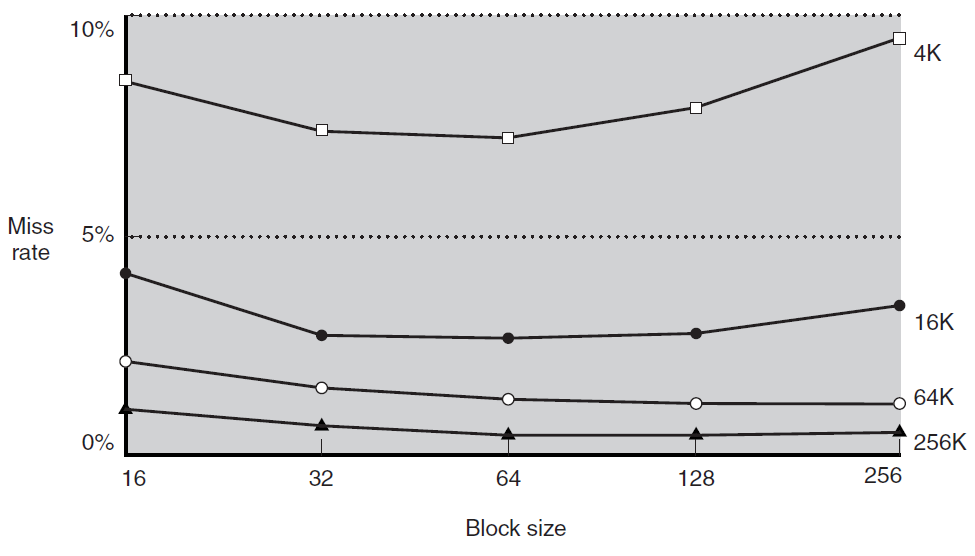 10%
4K
Miss
rate
5%
16K
64K
0%
256K
16
32
64
128
256
Block size